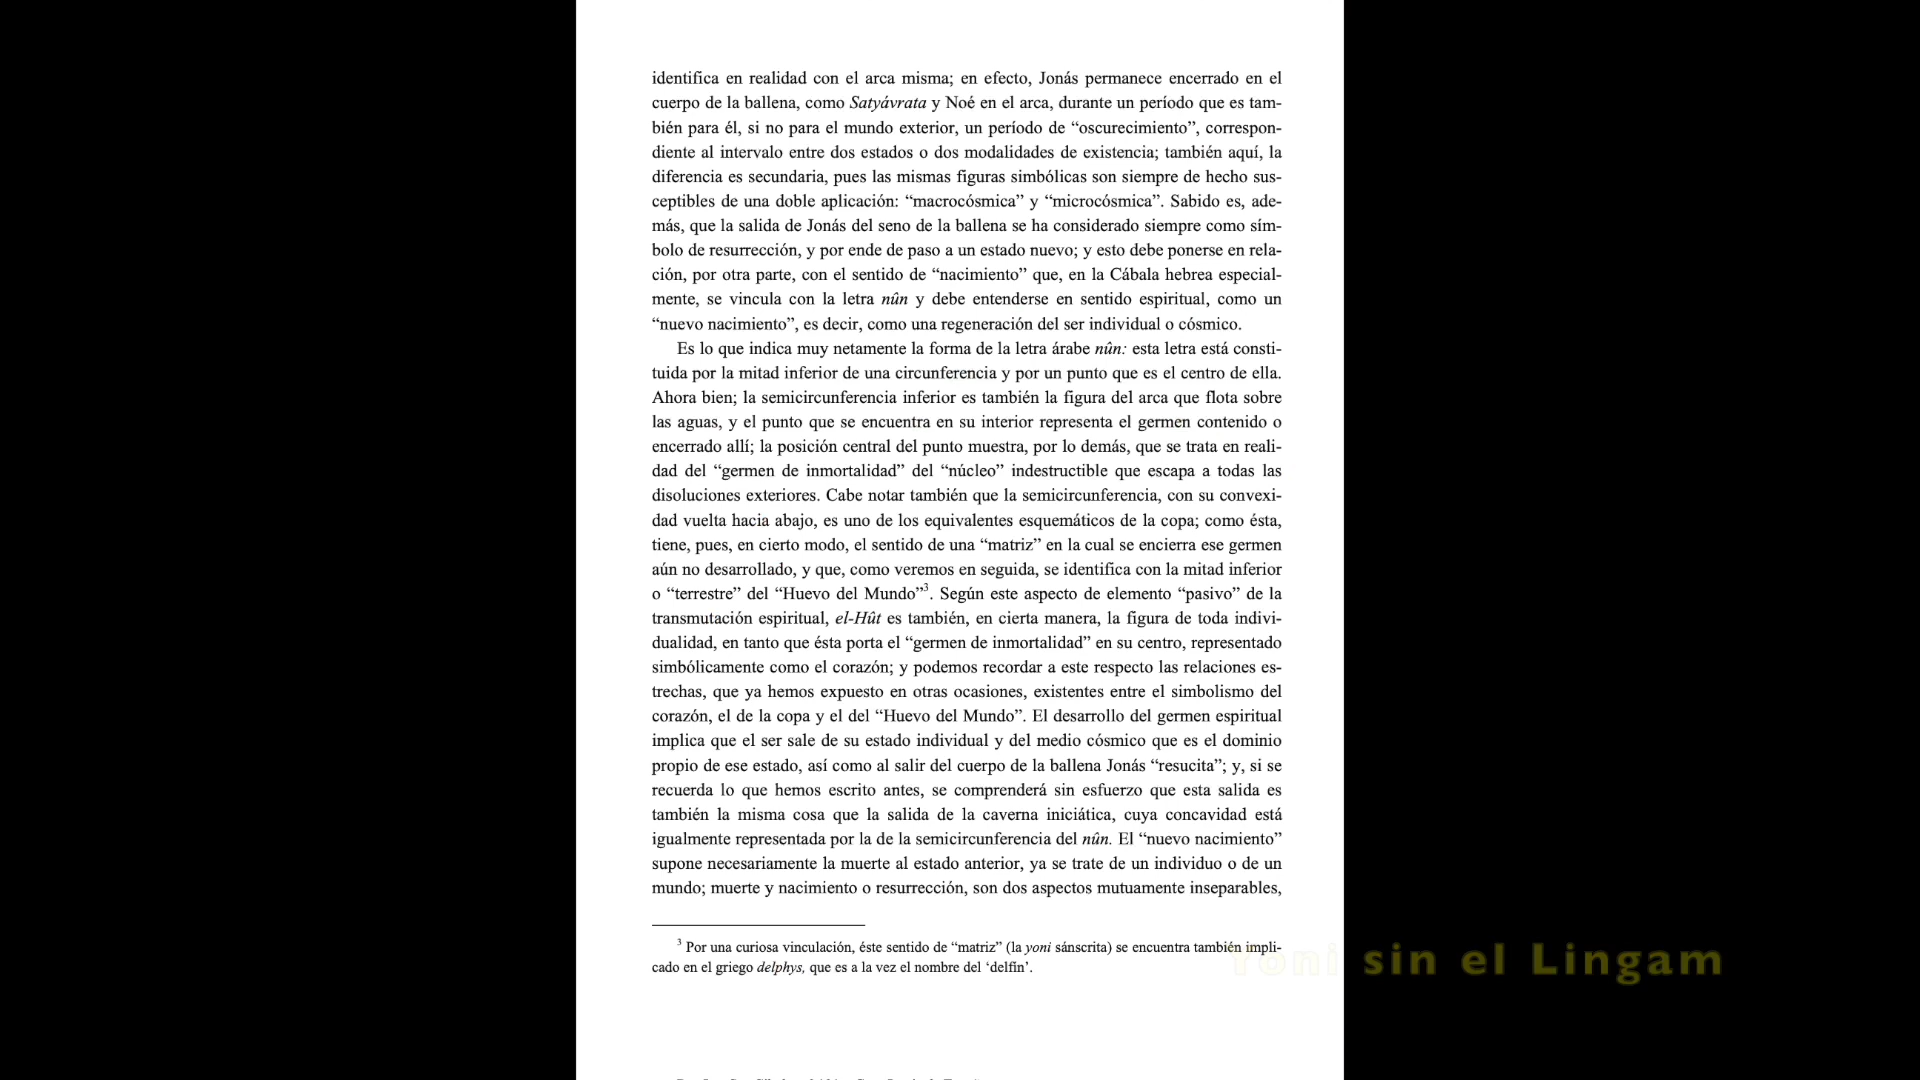 identifica en realidad con el arca misma; en efecto, Jonás permanece encerrado en el
cuerpo de la ballena, como Satyávrata y Noé en el arca, durante un período que es tam-
bién para él, si no para el mundo exterior, un período de “oscurecimiento”, correspon-
diente al intervalo entre dos estados o dos modalidades de existencia; también aquí, la
diferencia es secundaria, pues las mismas figuras simbólicas son siempre de hecho sus-
ceptibles de una doble aplicación: “macrocósmica” y “microcósmica”. Sabido es, ade-
más, que la salida de Jonás del seno de la ballena se ha considerado siempre como sím-
bolo de resurrección, y por ende de paso a un estado nuevo; y esto debe ponerse en rela-
ción, por otra parte, con el sentido de “nacimiento” que, en la Cábala hebrea especial-
mente, se vincula con la letra nûn y debe entenderse en sentido espiritual, como un
“nuevo nacimiento”, es decir, como una regeneración del ser individual o cósmico.
Es lo que indica muy netamente la forma de la letra árabe nûn: esta letra está consti-
tuida por la mitad inferior de una circunferencia y por un punto que es el centro de ella.
Ahora bien; la semicircunferencia inferior es también la figura del arca que flota sobre
las aguas, y el punto que se encuentra en su interior representa el germen contenido o
encerrado allí; la posición central del punto muestra, por lo demás, que se trata en reali-
dad del “germen de inmortalidad” del “núcleo” indestructible que escapa a todas las
disoluciones exteriores. Cabe notar también que la semicircunferencia, con su convexi-
dad vuelta hacia abajo, es uno de los equivalentes esquemáticos de la copa; como ésta,
tiene, pues, en cierto modo, el sentido de una “matriz” en la cual se encierra ese germen
aún no desarrollado, y que, como veremos en seguida, se identifica con la mitad inferior
o “terrestre” del “Huevo del Mundo”3. Según este aspecto de elemento “pasivo” de la
transmutación espiritual, el-Hût es también, en cierta manera, la figura de toda indivi-
dualidad, en tanto que ésta porta el “germen de inmortalidad” en su centro, representado
simbólicamente como el corazón; y podemos recordar a este respecto las relaciones es-
trechas, que ya hemos expuesto en otras ocasiones, existentes entre el simbolismo del
corazón, el de la copa y el del “Huevo del Mundo”. El desarrollo del germen espiritual
implica que el ser sale de su estado individual y del medio cósmico que es el dominio
propio de ese estado, así como al salir del cuerpo de la ballena Jonás “resucita”; y, si se
recuerda lo que hemos escrito antes, se comprenderá sin esfuerzo que esta salida es
también la misma cosa que la salida de la caverna iniciática, cuya concavidad está
igualmente representada por la de la semicircunferencia del nûn. El “nuevo nacimiento”
supone necesariamente la muerte al estado anterior, ya se trate de un individuo o de un
mundo; muerte y nacimiento o resurrección, son dos aspectos mutuamente inseparables,
3 Por una curiosa vinculación, éste sentido de “matriz” (la yoni sánscrita) se encuentra también impli-
cado en el griego delphys, que es a la vez el nombre del ‘delfín’.
Yoni sin el Lingam